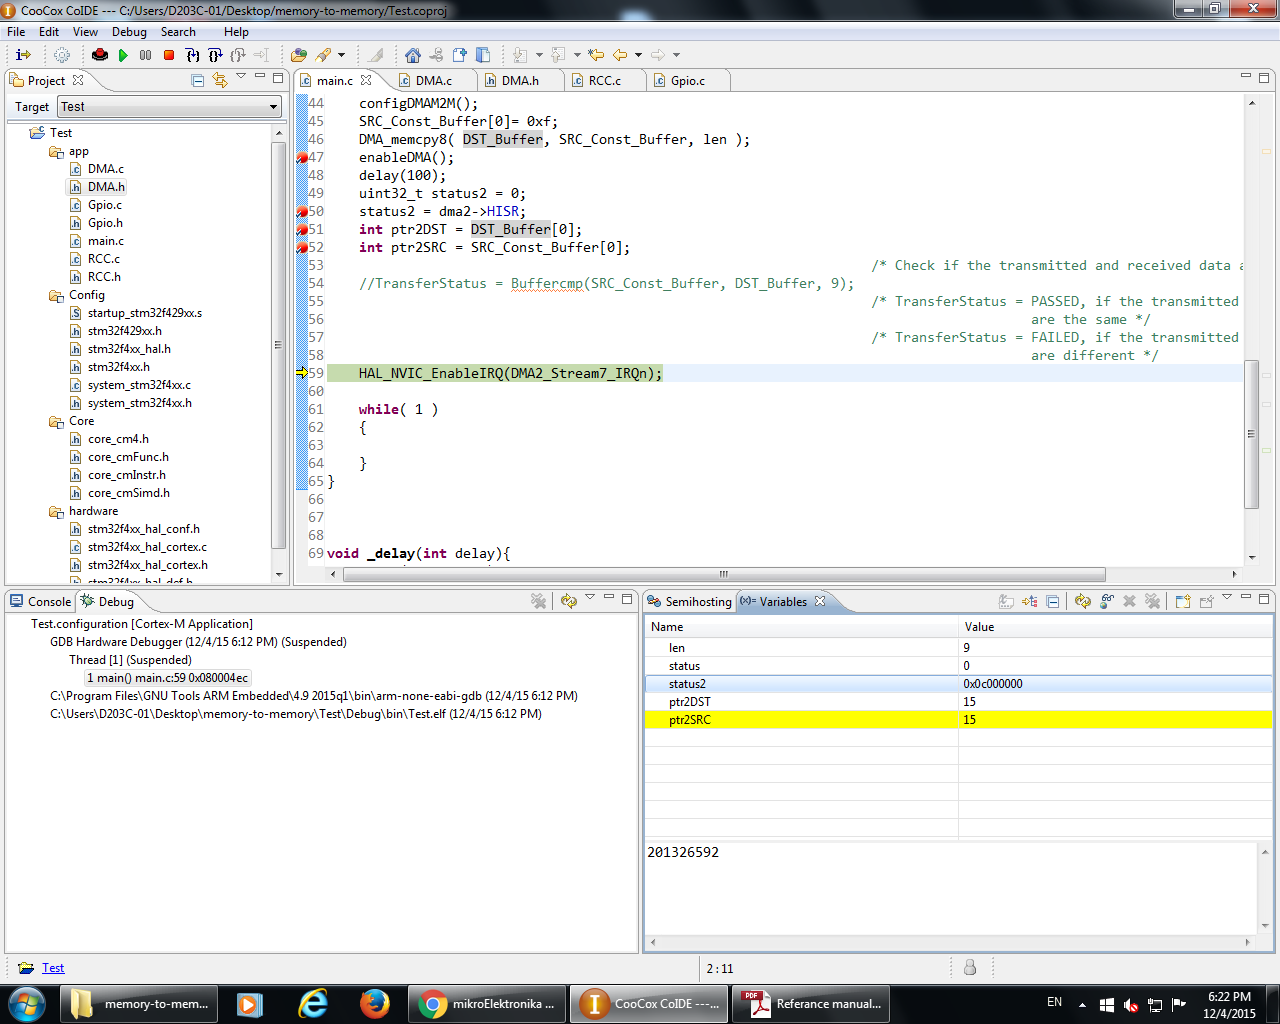 CooCox CoIDE --- C:/Users/D203C-01/Desktop/memory-to-memory/Test.coproj
File Edit View Debug Search Help
Project
main.c DMA.c DMA.h RCC.c Gpio.c
Target Test
Test
app
DMA.c
DMA.h
Gpio.c
Gpio.h
main.c
RCC.c
RCC.h
Config
startup_stm32f429xx.s
stm32f429xx.h
stm32f4xx_hal.h
stm32f4xx.h
system_stm32f4xx.c
system_stm32f4xx.h
Core
core_cm4.h
core_cmFunc.h
core_cmInstr.h
core_cmSimd.h
hardware
stm32f4xx_hal_conf.h
stm32f4xx_hal_cortex.c
stm32f4xx_hal_cortex.h
stm32f4xx_hal_def.h
44 configDMAM2M();
45 SRC_Const_Buffer[0]= 0xf;
46 DMA_memcpy8( DST_Buffer, SRC_Const_Buffer, len );
47 enableDMA();
48 delay(100);
49 uint32_t status2 = 0;
50 status2 = dma2->HISR;
51 int ptr2DST = DST_Buffer[0];
52 int ptr2SRC = SRC_Const_Buffer[0];
53 /* Check if the transmitted and received data a
54 //TransferStatus = Buffercmp(SRC_Const_Buffer, DST_Buffer, 9);
55 /* TransferStatus = PASSED, if the transmitted
56 are the same */
57 /* TransferStatus = FAILED, if the transmitted
58 are different */
59 HAL_NVIC_EnableIRQ(DMA2_Stream7_IRQn);
60
61 while( 1 )
62 {
63
64 }
65 }
66
67
68
69 void _delay(int delay){
Console Debug
Test.configuration [Cortex-M Application]
GDB Hardware Debugger (12/4/15 6:12 PM) (Suspended)
Thread [1] (Suspended)
1 main() main.c:59 0x080004ec
C:\Program Files\GNU Tools ARM Embedded\4.9 2015q1\bin\arm-none-eabi-gdb (12/4/15 6:12 PM)
C:\Users\D203C-01\Desktop\memory-to-memory\Test\Debug\bin\Test.elf (12/4/15 6:12 PM)
Semihosting (x)= Variables
Name Value
len 9
status 0
status2 0x0c000000
ptr2DST 15
ptr2SRC 15
201326592
Test
2 : 11
memory-to-mem...
mikroElektronika ...
CooCox CoIDE ---...
PDF
Reference manual...
EN
6:22 PM
12/4/2015